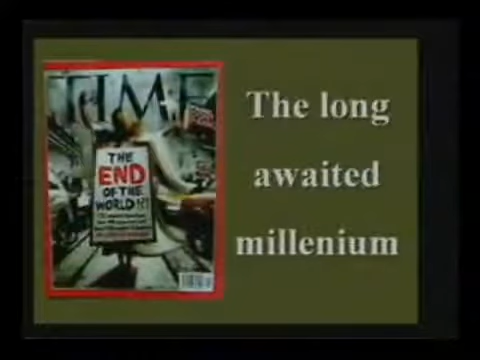 TIME
THE
END
OF THE
WORLD!?!
The long
awaited
millenium